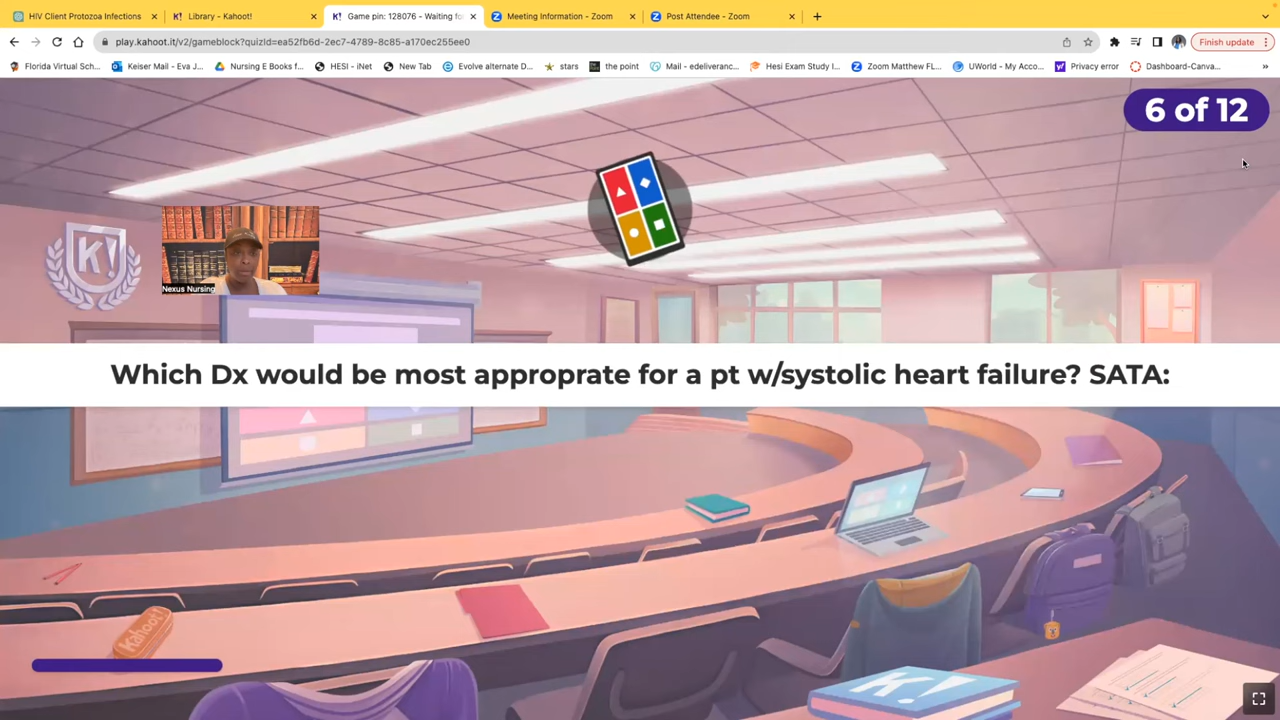 HIV Client Protozoa Infections
Library - Kahoot!
Game pin: 128076 - Waiting fo
Meeting Information - Zoom
Post Attendee - Zoom
play.kahoot.it/v2/gameblock?quizId=ea52fb6d-2ec7-4789-8c85-a170ec255ee0
Finish update
Florida Virtual Sch...
Keiser Mail - Eva J...
Nursing E Books f...
HESI - iNet
New Tab
Evolve alternate D...
stars
the point
Mail - edeliveranc...
Hesi Exam Study I...
Zoom Matthew FL...
UWorld - My Acco...
Privacy error
Dashboard-Canva...
»
6 of 12
K!
Nexus Nursing
Which Dx would be most approprate for a pt w/systolic heart failure? SATA:
Kahoot!
K!